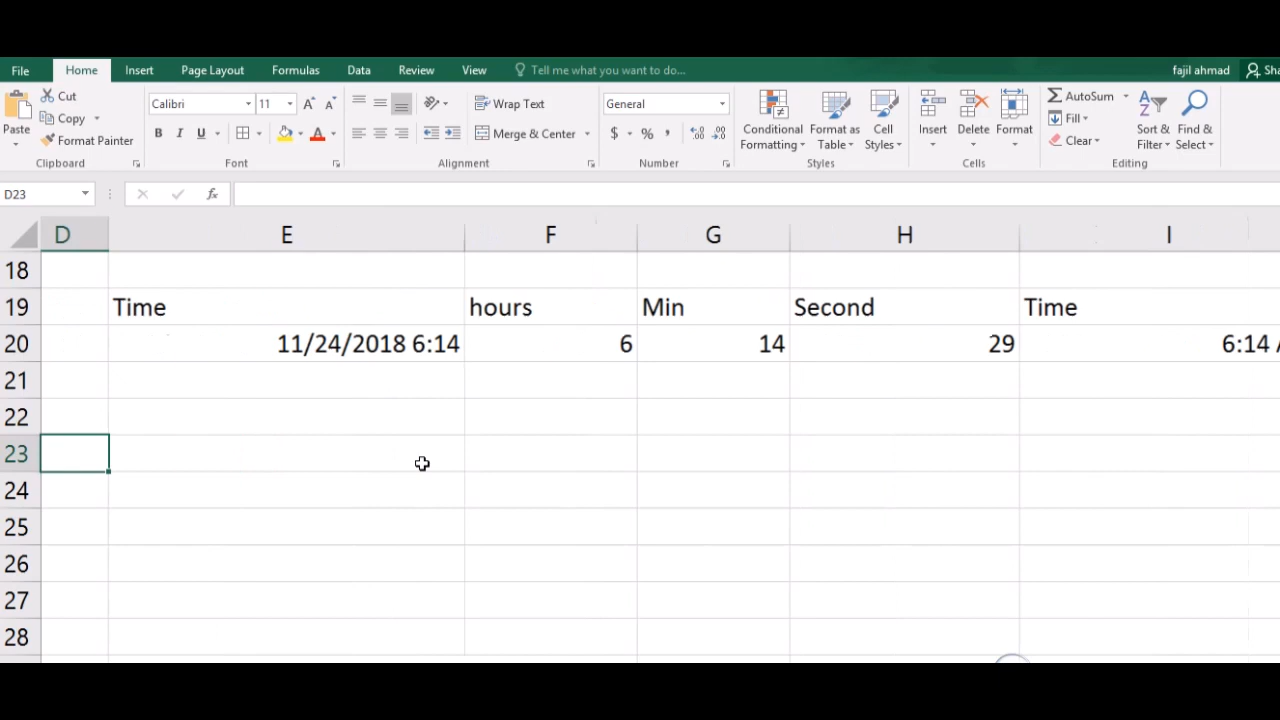 File Home Insert Page Layout Formulas Data Review View Tell me what you want to do... fajil ahmad Sha
Cut
Copy
Format Painter
Paste
Calibri 11 A A
B I U A
Wrap Text
Merge & Center
General
$ % ,
Conditional Formatting
Format as Table
Cell Styles
Insert Delete Format
AutoSum
Fill
Clear
Sort & Filter
Find & Select
Clipboard Font Alignment Number Styles Cells Editing
D23 fx
D E F G H I
18
19 Time hours Min Second Time
20 11/24/2018 6:14 6 14 29 6:14
21
22
23
24
25
26
27
28